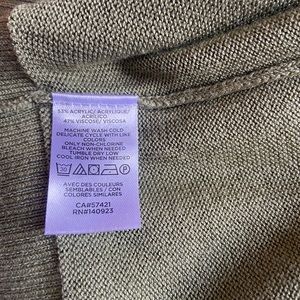 53% ACRYLIC/ ACRYLIQUE/
ACRÍLICO
47% VISCOSE/ VISCOSA
MACHINE WASH COLD
DELICATE CYCLE WITH LIKE
COLORS
ONLY NON-CHLORINE
BLEACH WHEN NEEDED
TUMBLE DRY LOW
COOL IRON WHEN NEEDED
30
AVEC DES COULEURS
SEMBLABLES / CON
COLORES SIMILARES
CA#57421
RN#140923